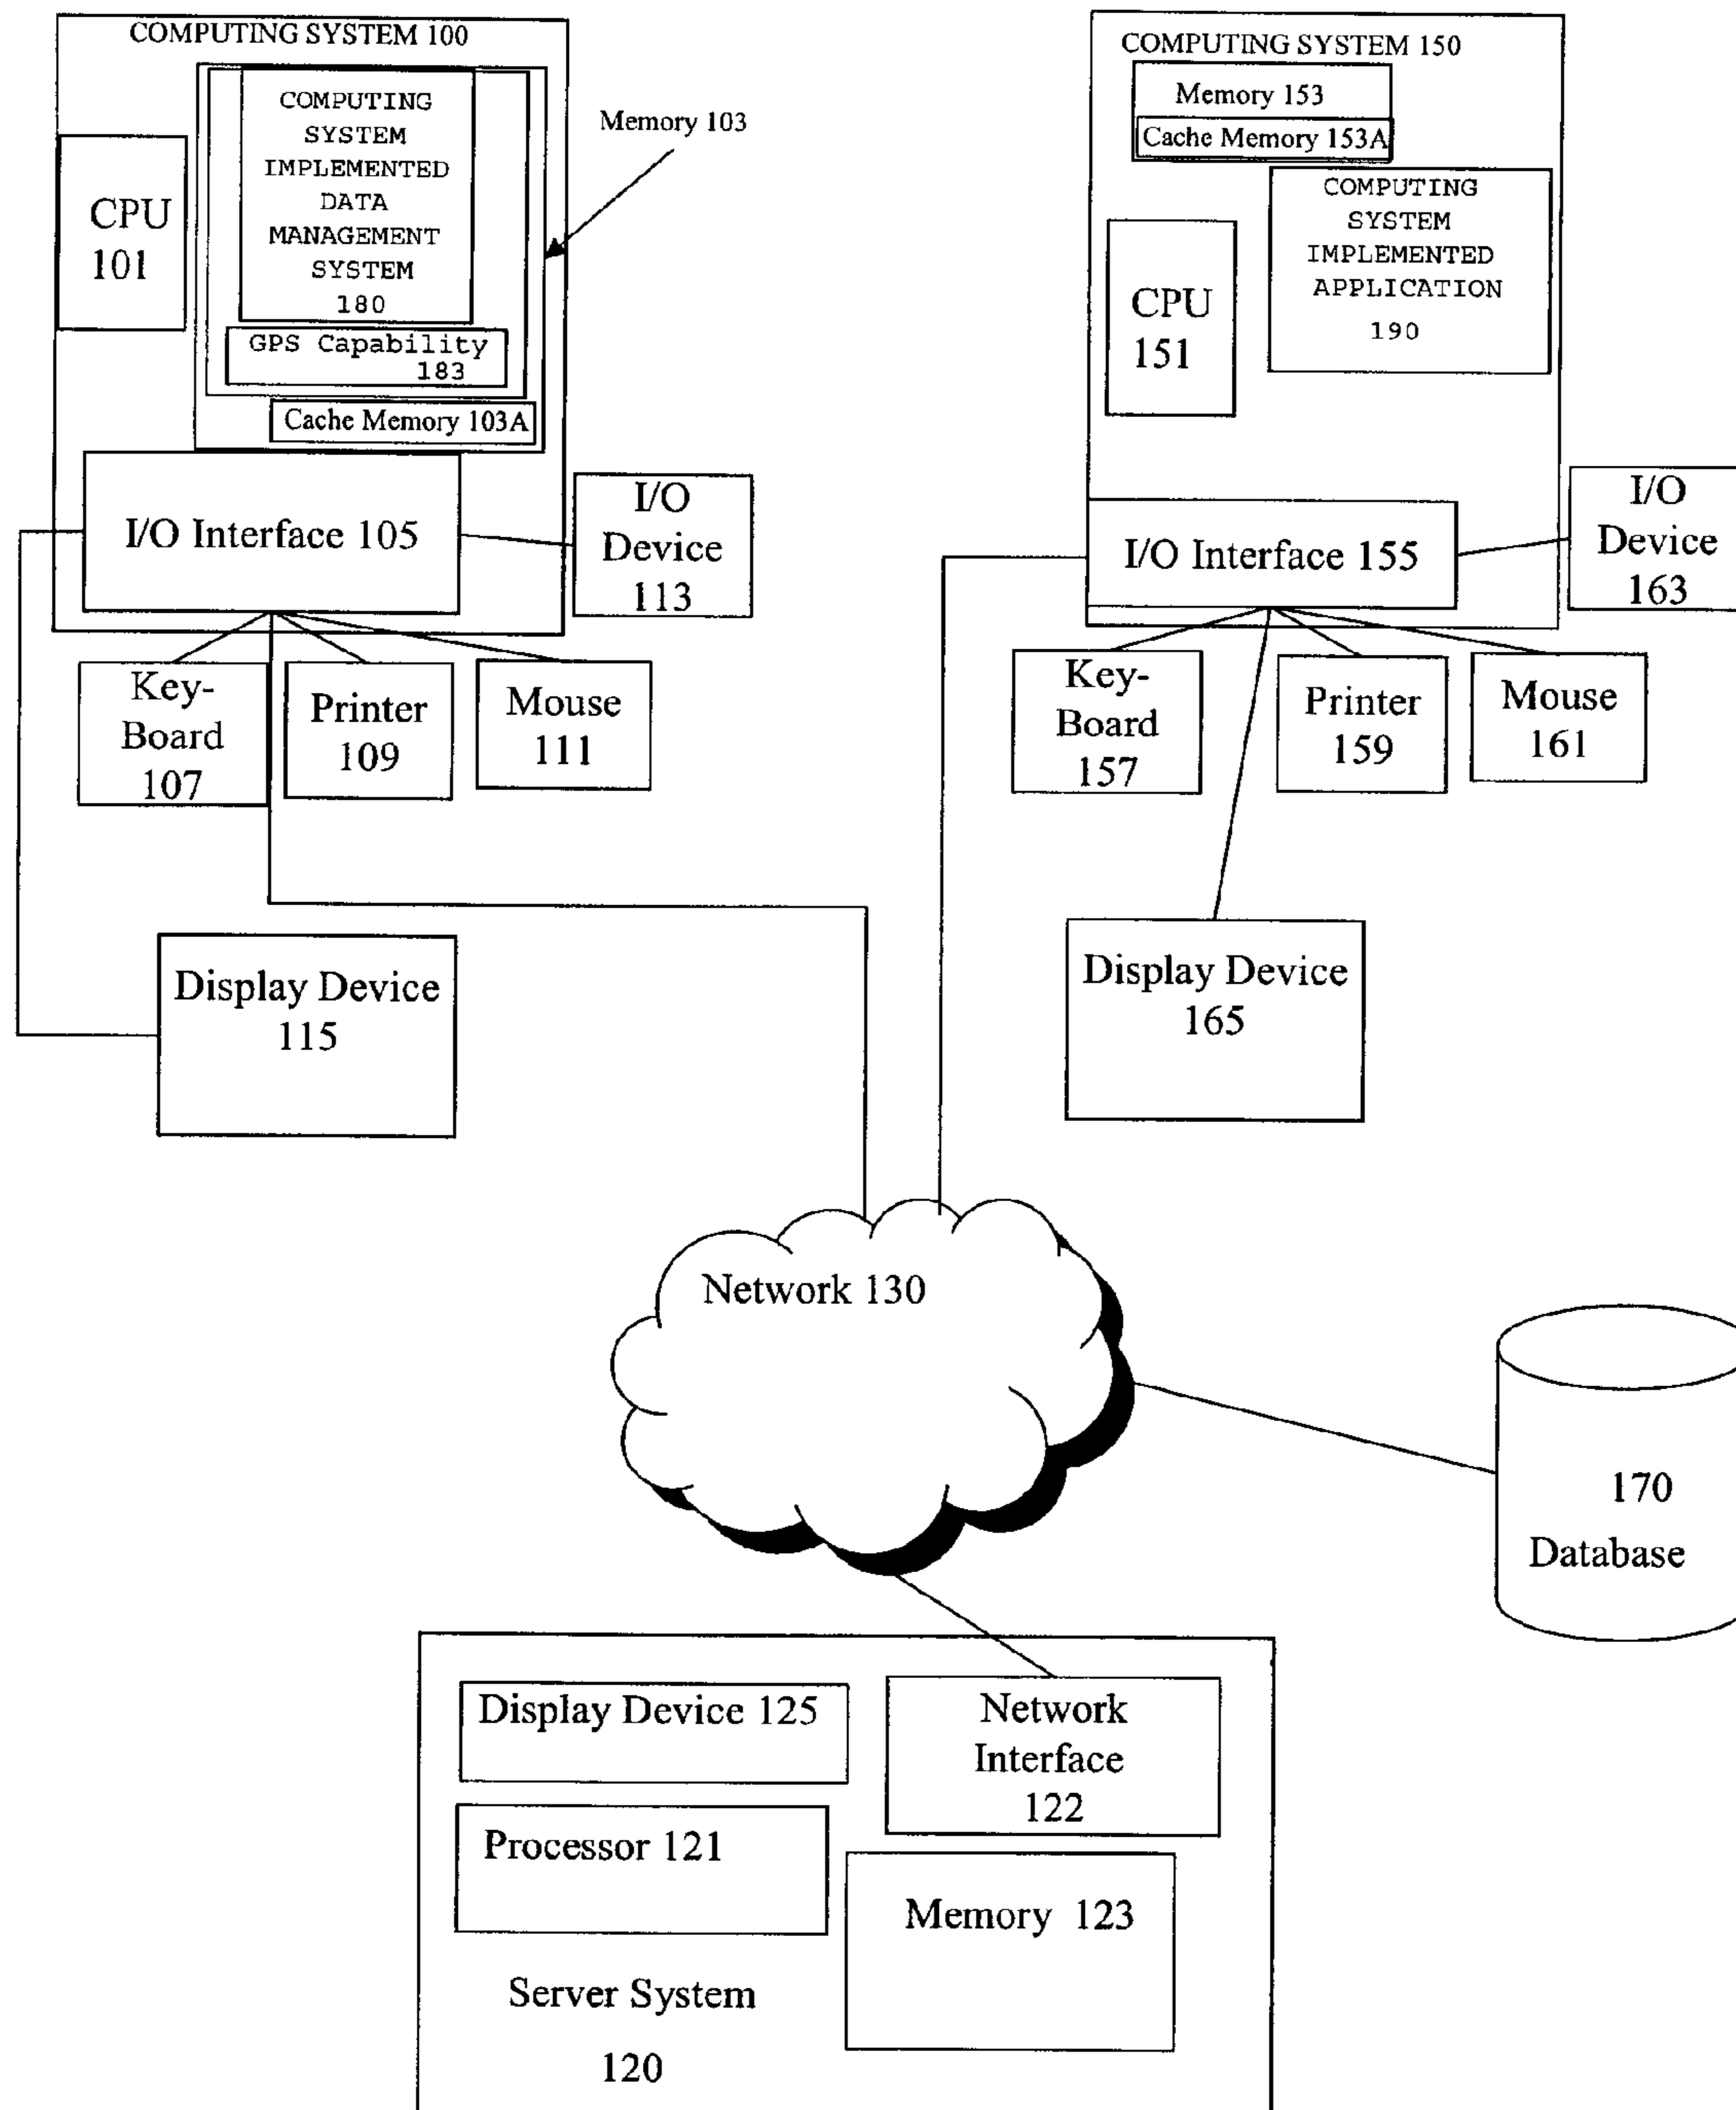 COMPUTING SYSTEM 100
COMPUTING
SYSTEM
IMPLEMENTED
DATA
MANAGEMENT
SYSTEM
180
GPS Capability
183
Cache Memory 103A
CPU
101
Memory 103
I/O Interface 105
I/O
Device
113
Key-
Board
107
Printer
109
Mouse
111
Display Device
115
COMPUTING SYSTEM 150
Memory 153
Cache Memory 153A
COMPUTING
SYSTEM
IMPLEMENTED
APPLICATION
190
CPU
151
I/O Interface 155
I/O
Device
163
Key-
Board
157
Printer
159
Mouse
161
Display Device
165
Network 130
170
Database
Display Device 125
Network
Interface
122
Processor 121
Memory 123
Server System
120